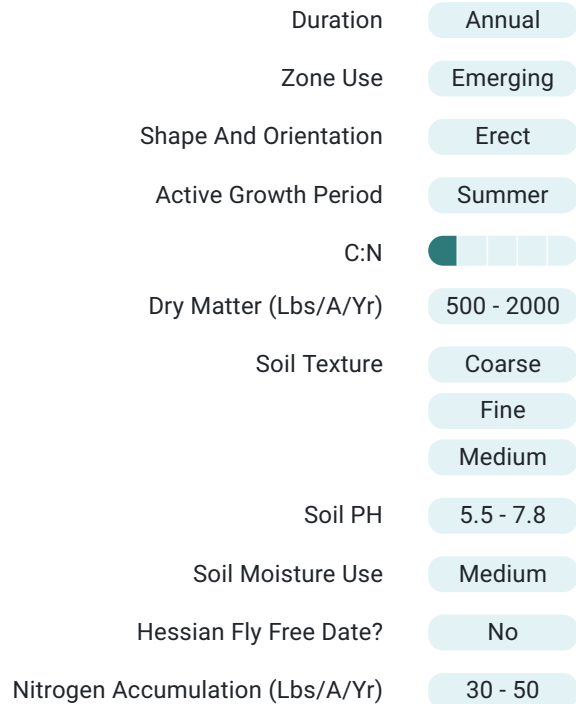 Duration Annual
Zone Use Emerging
Shape And Orientation Erect
Active Growth Period Summer
C:N
Dry Matter (Lbs/A/Yr) 500 - 2000
Soil Texture Coarse
Fine
Medium
Soil PH 5.5 - 7.8
Soil Moisture Use Medium
Hessian Fly Free Date? No
Nitrogen Accumulation (Lbs/A/Yr) 30 - 50